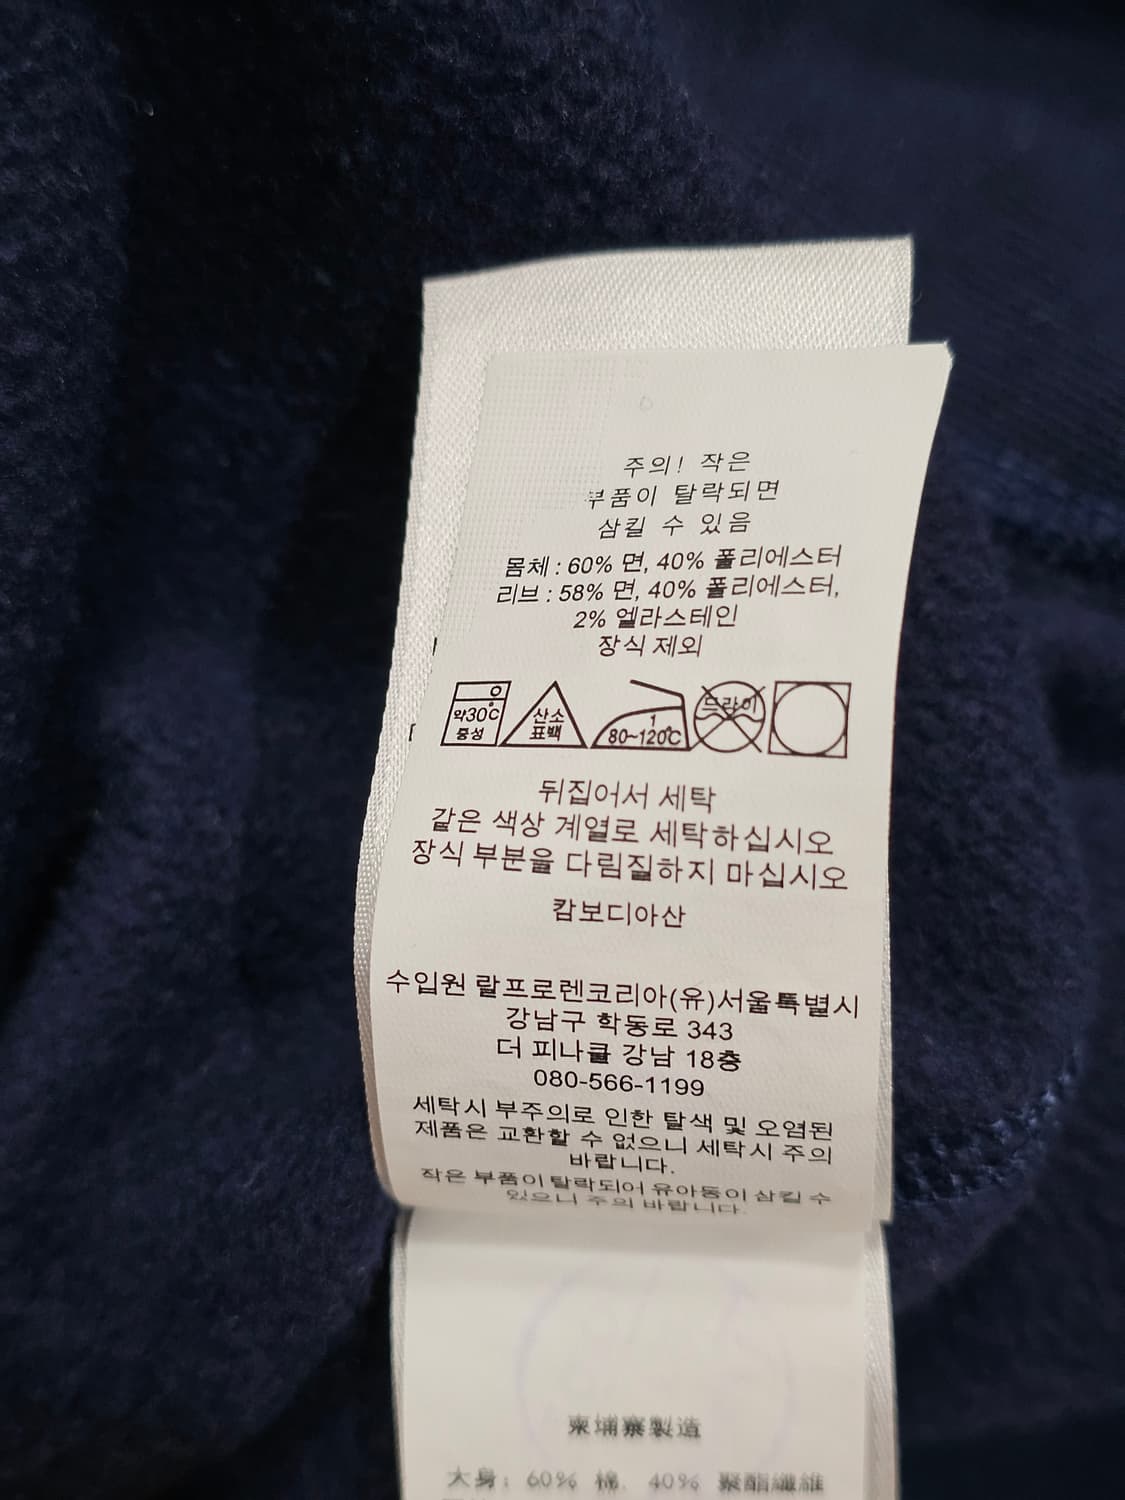 주의! 작은
부품이 탈락되면
삼킬 수 있음
몸체 : 60% 면, 40% 폴리에스터
리브 : 58% 면, 40% 폴리에스터,
2% 엘라스테인
장식 제외
약30℃
중성
산소
표백
1
80~120℃
드라이
뒤집어서 세탁
같은 색상 계열로 세탁하십시오
장식 부분을 다림질하지 마십시오
캄보디아산
수입원 랄프로렌코리아(유)서울특별시
강남구 학동로 343
더 피나클 강남 18층
080-566-1199
세탁시 부주의로 인한 탈색 및 오염된
제품은 교환할 수 없으니 세탁시 주의
바랍니다.
작은 부품이 탈락되어 유아동이 삼킬 수
있으니 주의 바랍니다.
柬埔寨製造
大身: 60% 棉, 40% 聚酯纖維